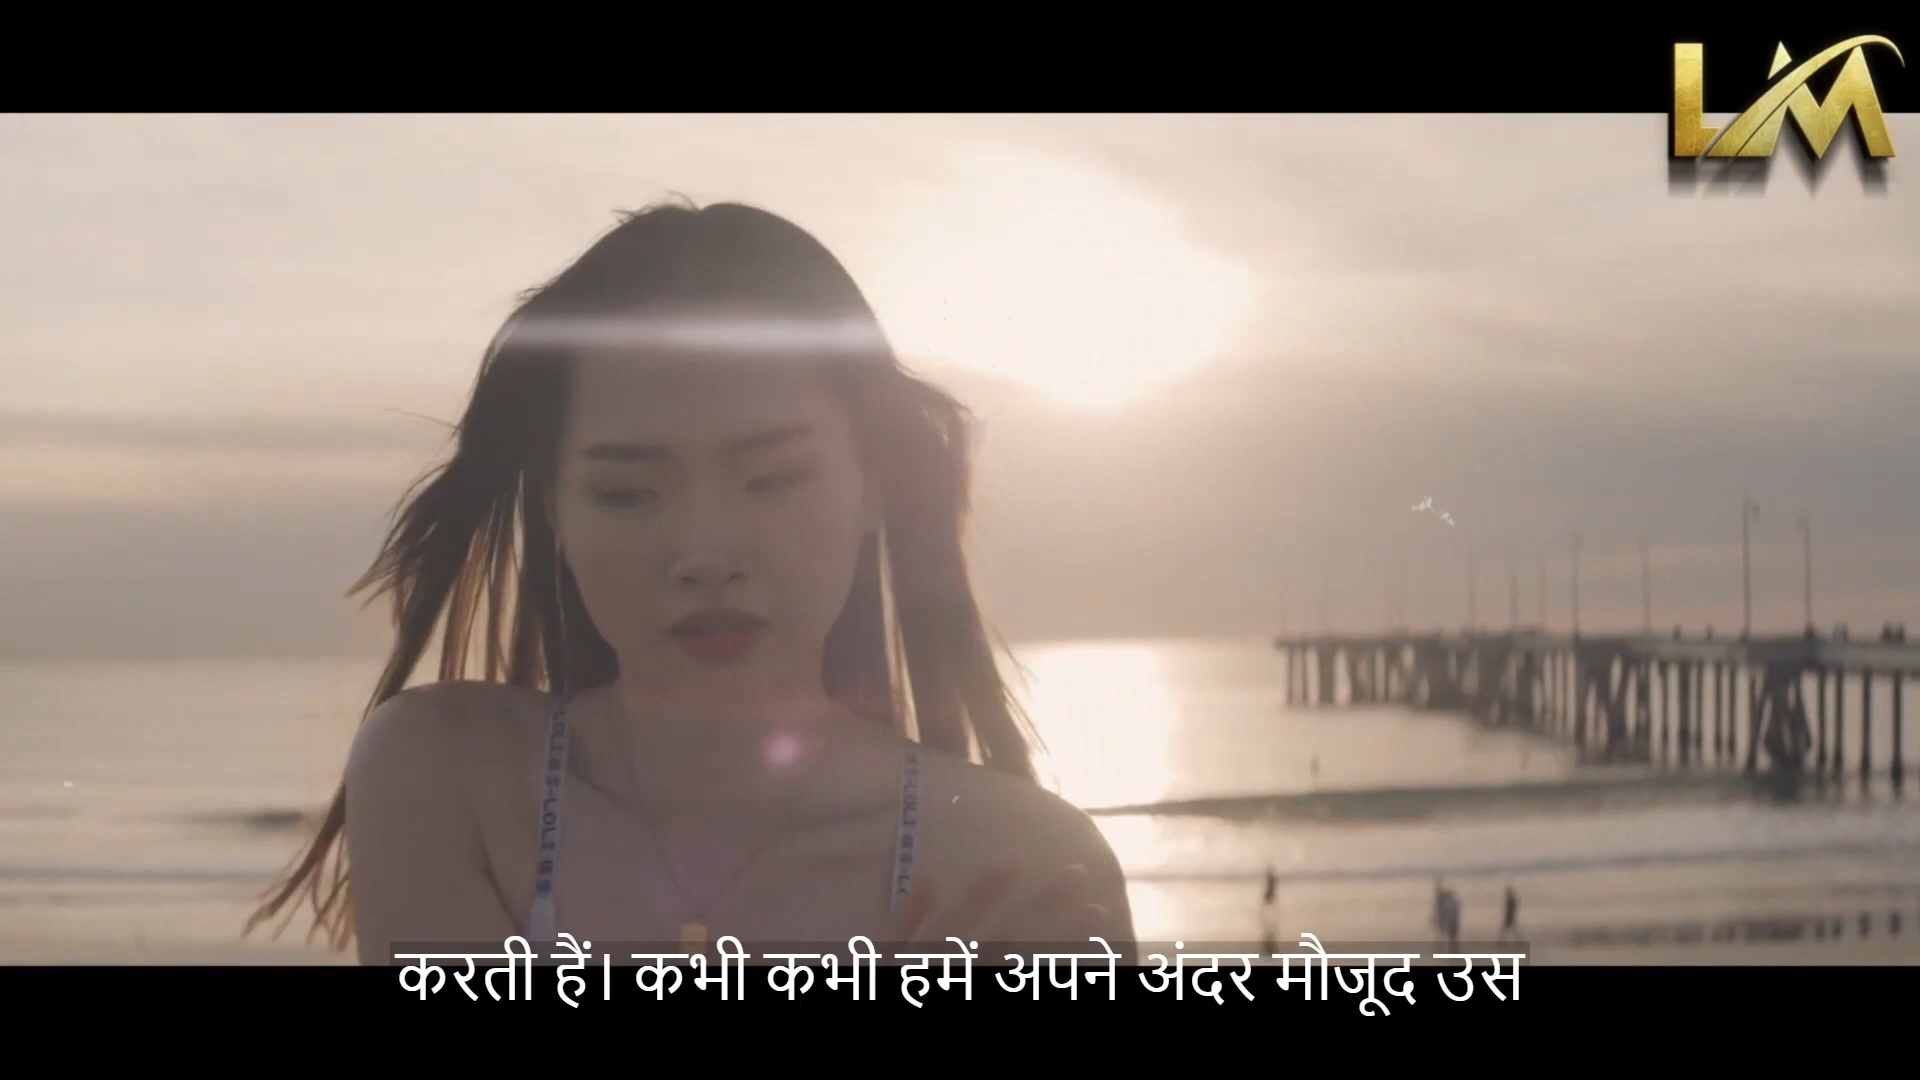 LM
करती हैं। कभी कभी हमें अपने अंदर मौजूद उस